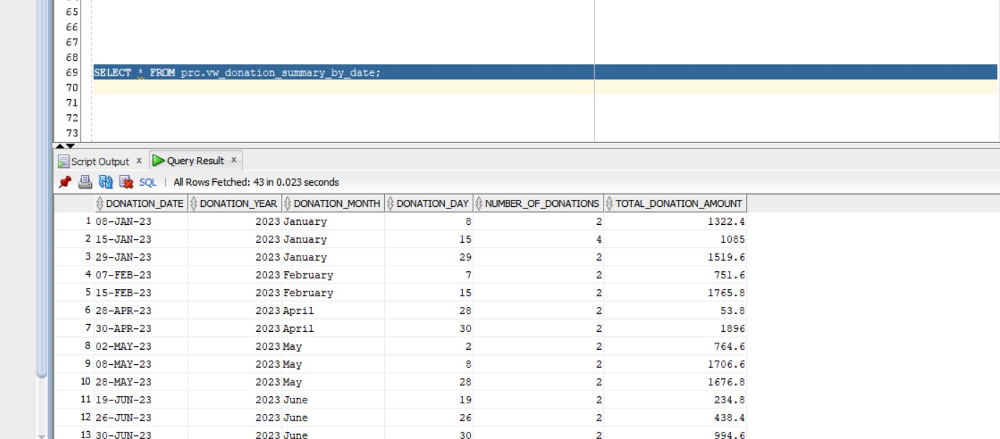 65
66
67
68
69 SELECT * FROM prc.vw_donation_summary_by_date;
70
71
72
73
Script Output x Query Result x
SQL | All Rows Fetched: 43 in 0.023 seconds
DONATION_DATE DONATION_YEAR DONATION_MONTH DONATION_DAY NUMBER_OF_DONATIONS TOTAL_DONATION_AMOUNT
1 08-JAN-23 2023 January 8 2 1322.4
2 15-JAN-23 2023 January 15 4 1085
3 29-JAN-23 2023 January 29 2 1519.6
4 07-FEB-23 2023 February 7 2 751.6
5 15-FEB-23 2023 February 15 2 1765.8
6 28-APR-23 2023 April 28 2 53.8
7 30-APR-23 2023 April 30 2 1896
8 02-MAY-23 2023 May 2 2 764.6
9 08-MAY-23 2023 May 8 2 1706.6
10 28-MAY-23 2023 May 28 2 1676.8
11 19-JUN-23 2023 June 19 2 234.8
12 26-JUN-23 2023 June 26 2 438.4
13 30-JUN-23 2023 June 30 2 994.6